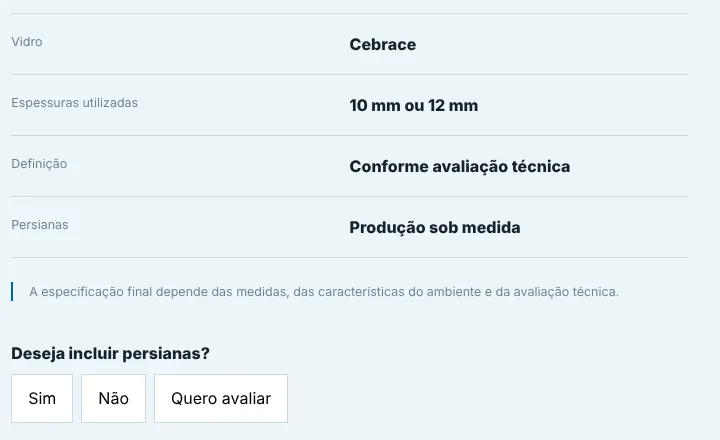 Vidro
Cebrace
Espessuras utilizadas
10 mm ou 12 mm
Definição
Conforme avaliação técnica
Persianas
Produção sob medida
A especificação final depende das medidas, das características do ambiente e da avaliação técnica.
Deseja incluir persianas?
Sim
Não
Quero avaliar